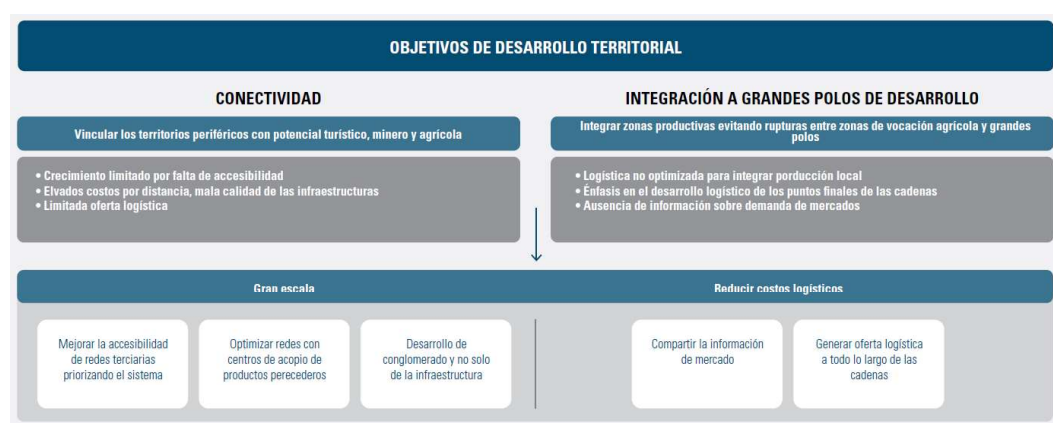 OBJETIVOS DE DESARROLLO TERRITORIAL
CONECTIVIDAD
Vincular los territorios periféricos con potencial turístico, minero y agrícola
• Crecimiento limitado por falta de accesibilidad
• Elvados costos por distancia, mala calidad de las infraestructuras
• Limitada oferta logística
INTEGRACIÓN A GRANDES POLOS DE DESARROLLO
Integrar zonas productivas evitando rupturas entre zonas de vocación agrícola y grandes
polos
• Logística no optimizada para integrar porducción local
• Énfasis en el desarrollo logístico de los puntos finales de las cadenas
• Ausencia de información sobre demanda de mercados
Gran escala
Mejorar la accesibilidad
de redes terciarias
priorizando el sistema
Optimizar redes con
centros de acopio de
productos perecederos
Desarrollo de
conglomerado y no solo
de la infraestructura
Reducir costos logísticos
Compartir la información
de mercado
Generar oferta logística
a todo lo largo de las
cadenas